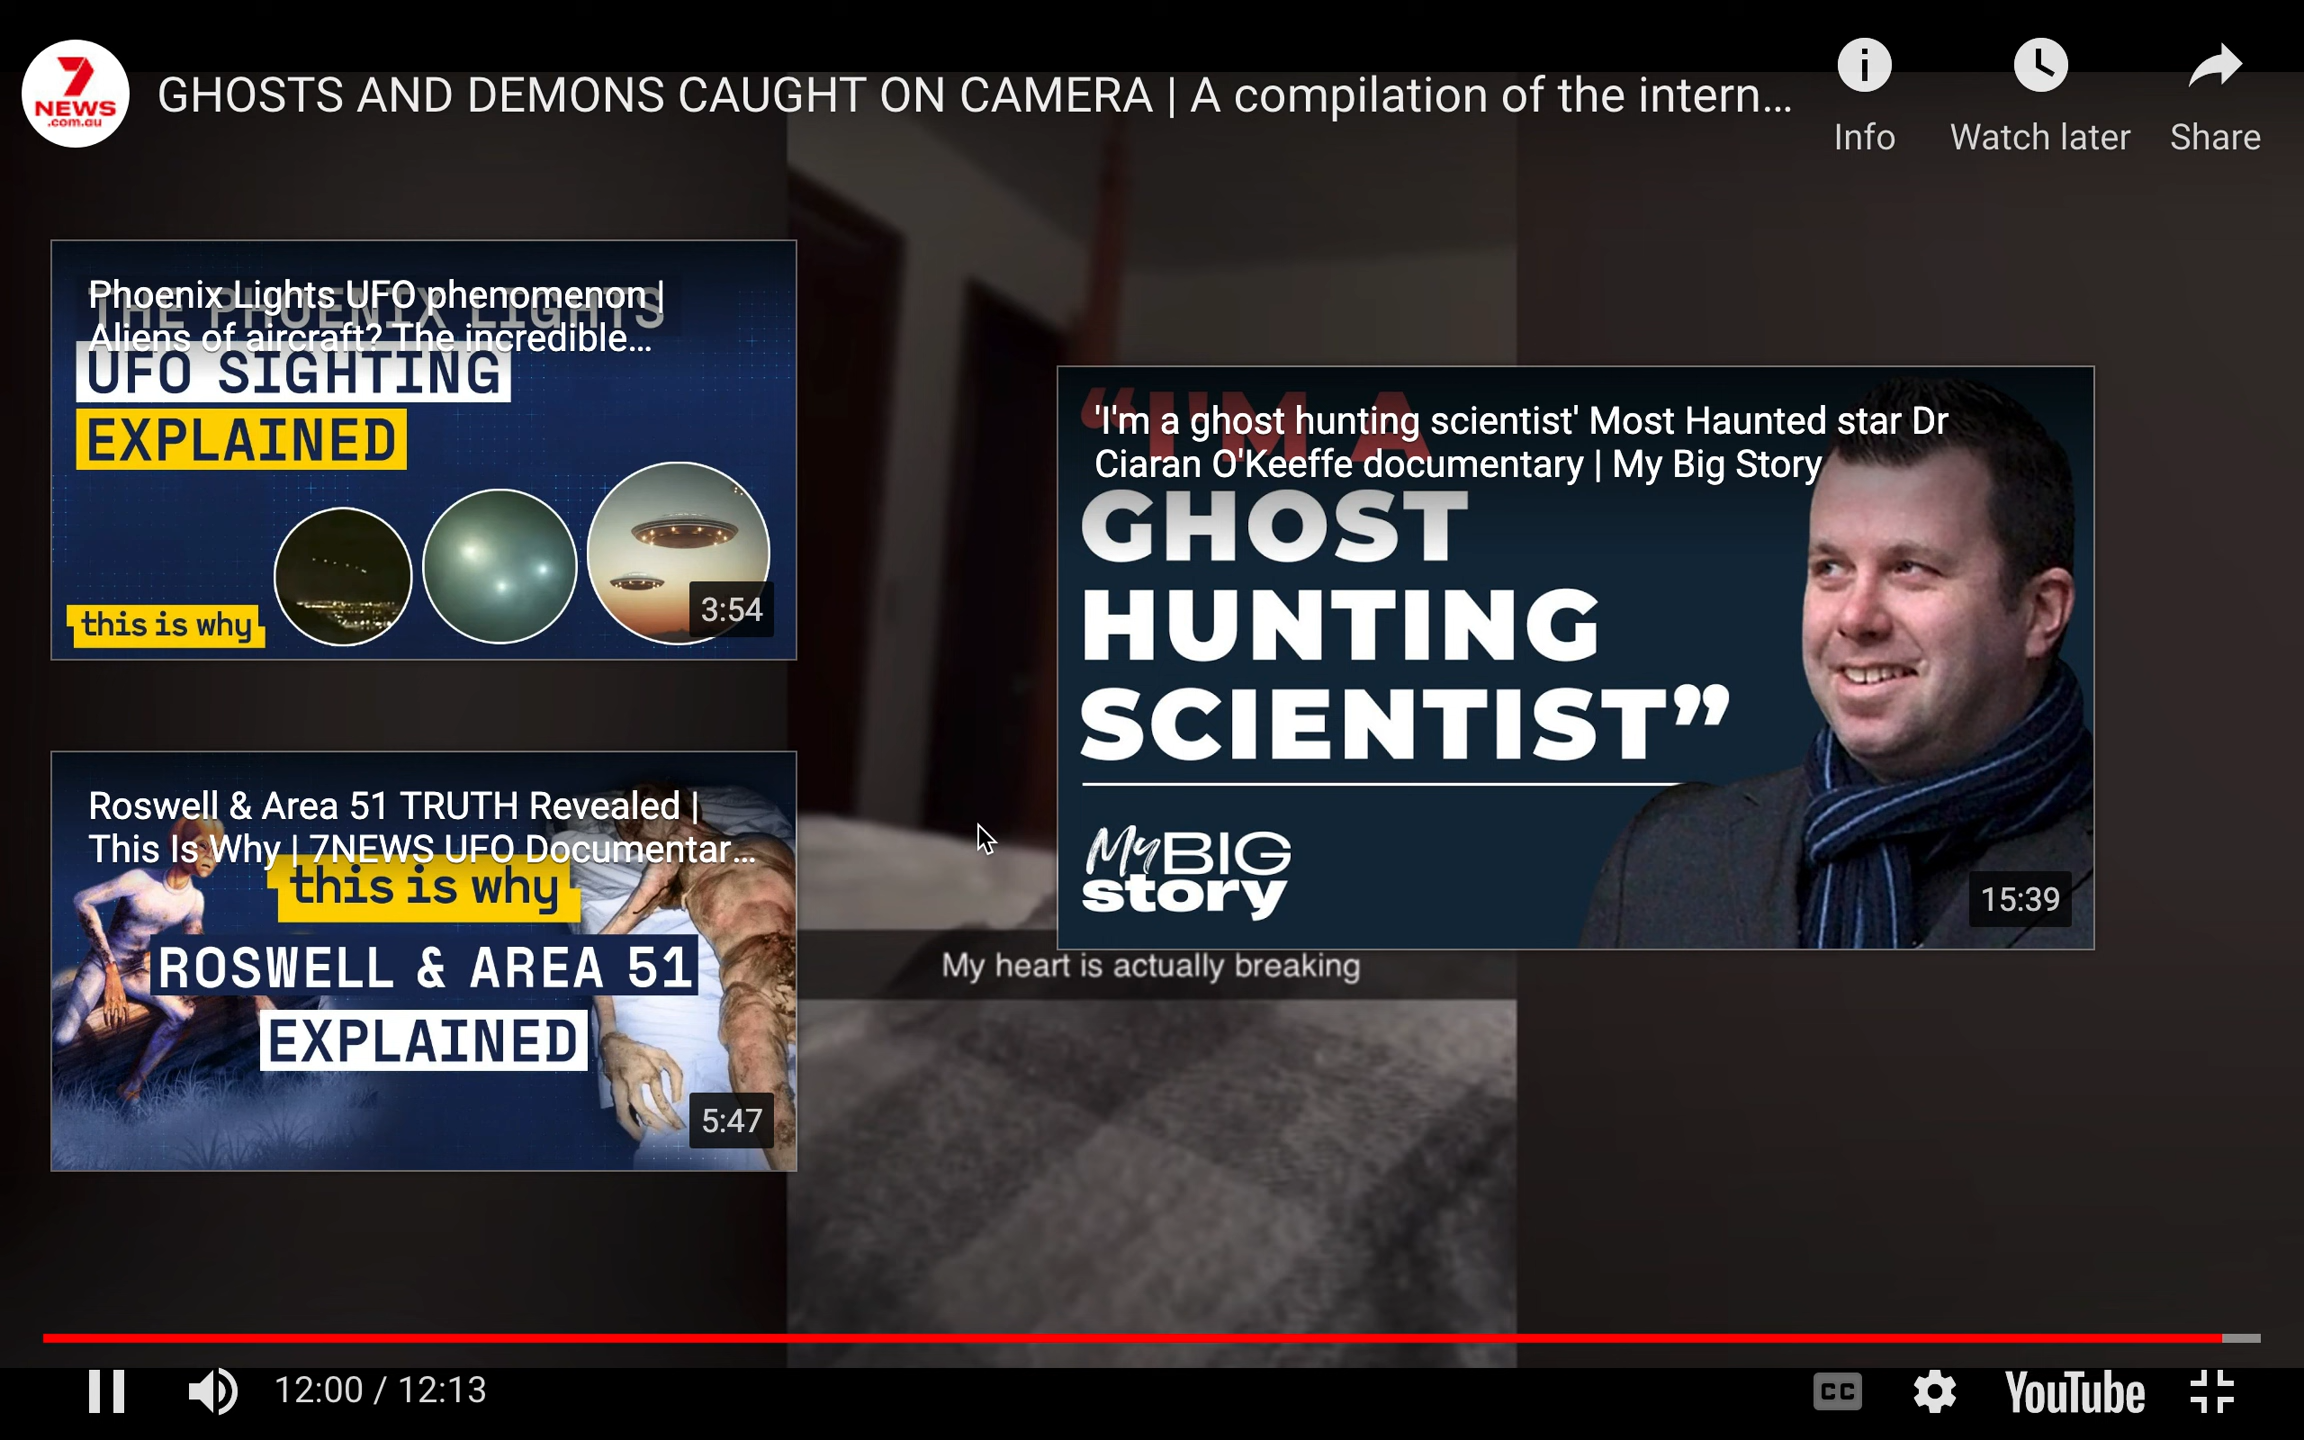 7
NEWS
.com.au
GHOSTS AND DEMONS CAUGHT ON CAMERA | A compilation of the intern...
Info
Watch later
Share
Phoenix Lights UFO phenomenon |
Aliens of aircraft? The incredible...
THE PHOENIX LIGHTS
UFO SIGHTING
EXPLAINED
this is why
3:54
'I'm a ghost hunting scientist' Most Haunted star Dr
Ciaran O'Keeffe documentary | My Big Story
“I'M A
GHOST
HUNTING
SCIENTIST”
My BIG
story
15:39
Roswell & Area 51 TRUTH Revealed |
This Is Why | 7NEWS UFO Documentar...
this is why
ROSWELL & AREA 51
EXPLAINED
5:47
My heart is actually breaking
12:00 / 12:13
CC
YouTube